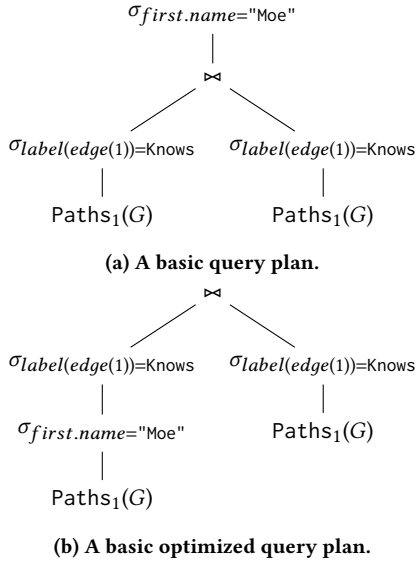 σfirst.name="Moe"
⋈
σlabel(edge(1))=Knows σlabel(edge(1))=Knows
Paths₁(G) Paths₁(G)
(a) A basic query plan.
⋈
σlabel(edge(1))=Knows σlabel(edge(1))=Knows
σfirst.name="Moe" Paths₁(G)
Paths₁(G)
(b) A basic optimized query plan.